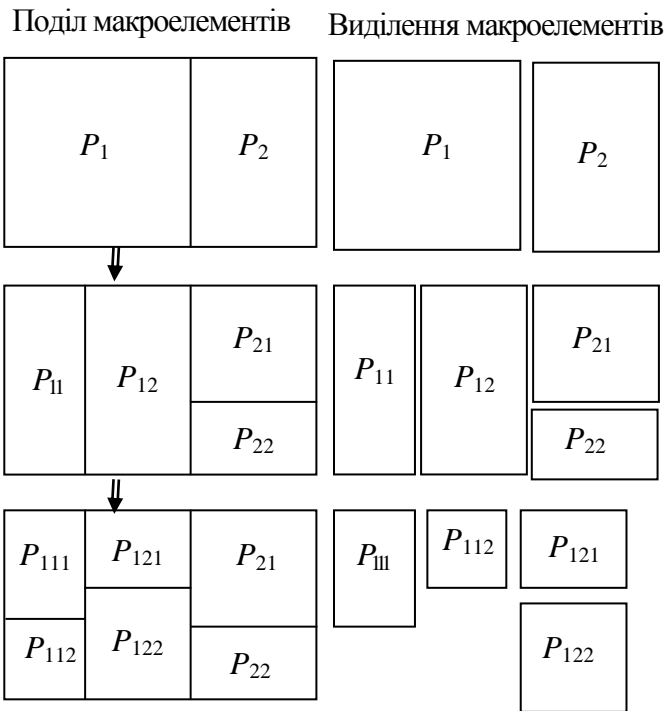 Поділ макроелементів Виділення макроелементів
P1 P2 P1 P2
P11 P12 P21 P11 P12 P21
P22 P22
P111 P121 P21 P111 P112 P121
P112 P122 P22 P122